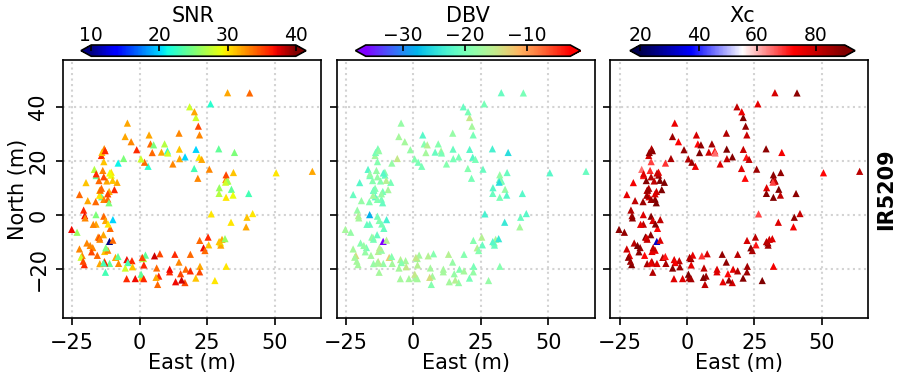 SNR
DBV
Xc
10 20 30 40
−30 −20 −10
20 40 60 80
North (m)
40
20
0
−20
IR5209
−25 0 25 50
−25 0 25 50
−25 0 25 50
East (m)
East (m)
East (m)